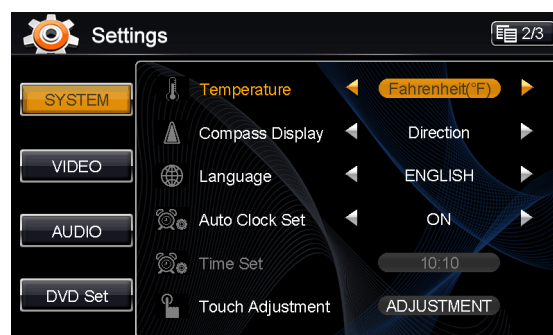 Settings
2/3
SYSTEM
VIDEO
AUDIO
DVD Set
Temperature Fahrenheit(°F)
Compass Display Direction
Language ENGLISH
Auto Clock Set ON
Time Set 10:10
Touch Adjustment ADJUSTMENT